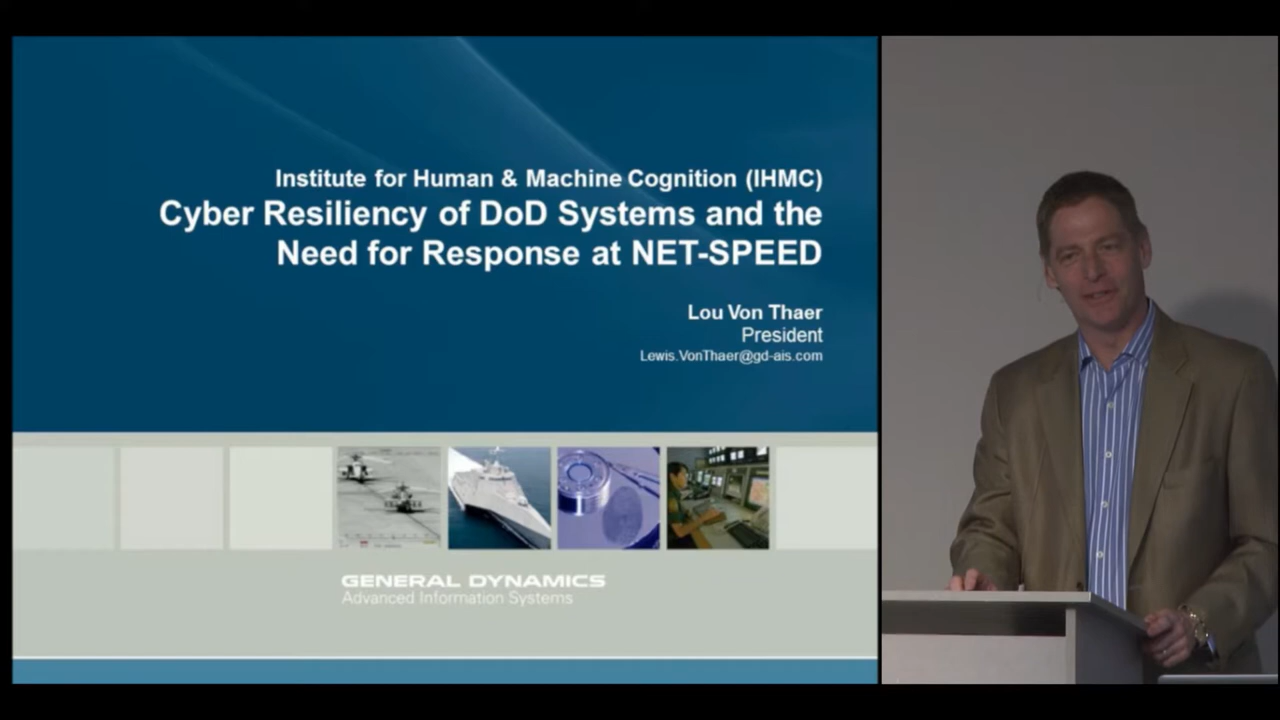 Institute for Human & Machine Cognition (IHMC)
Cyber Resiliency of DoD Systems and the
Need for Response at NET-SPEED
Lou Von Thaer
President
Lewis.VonThaer@gd-ais.com
GENERAL DYNAMICS
Advanced Information Systems